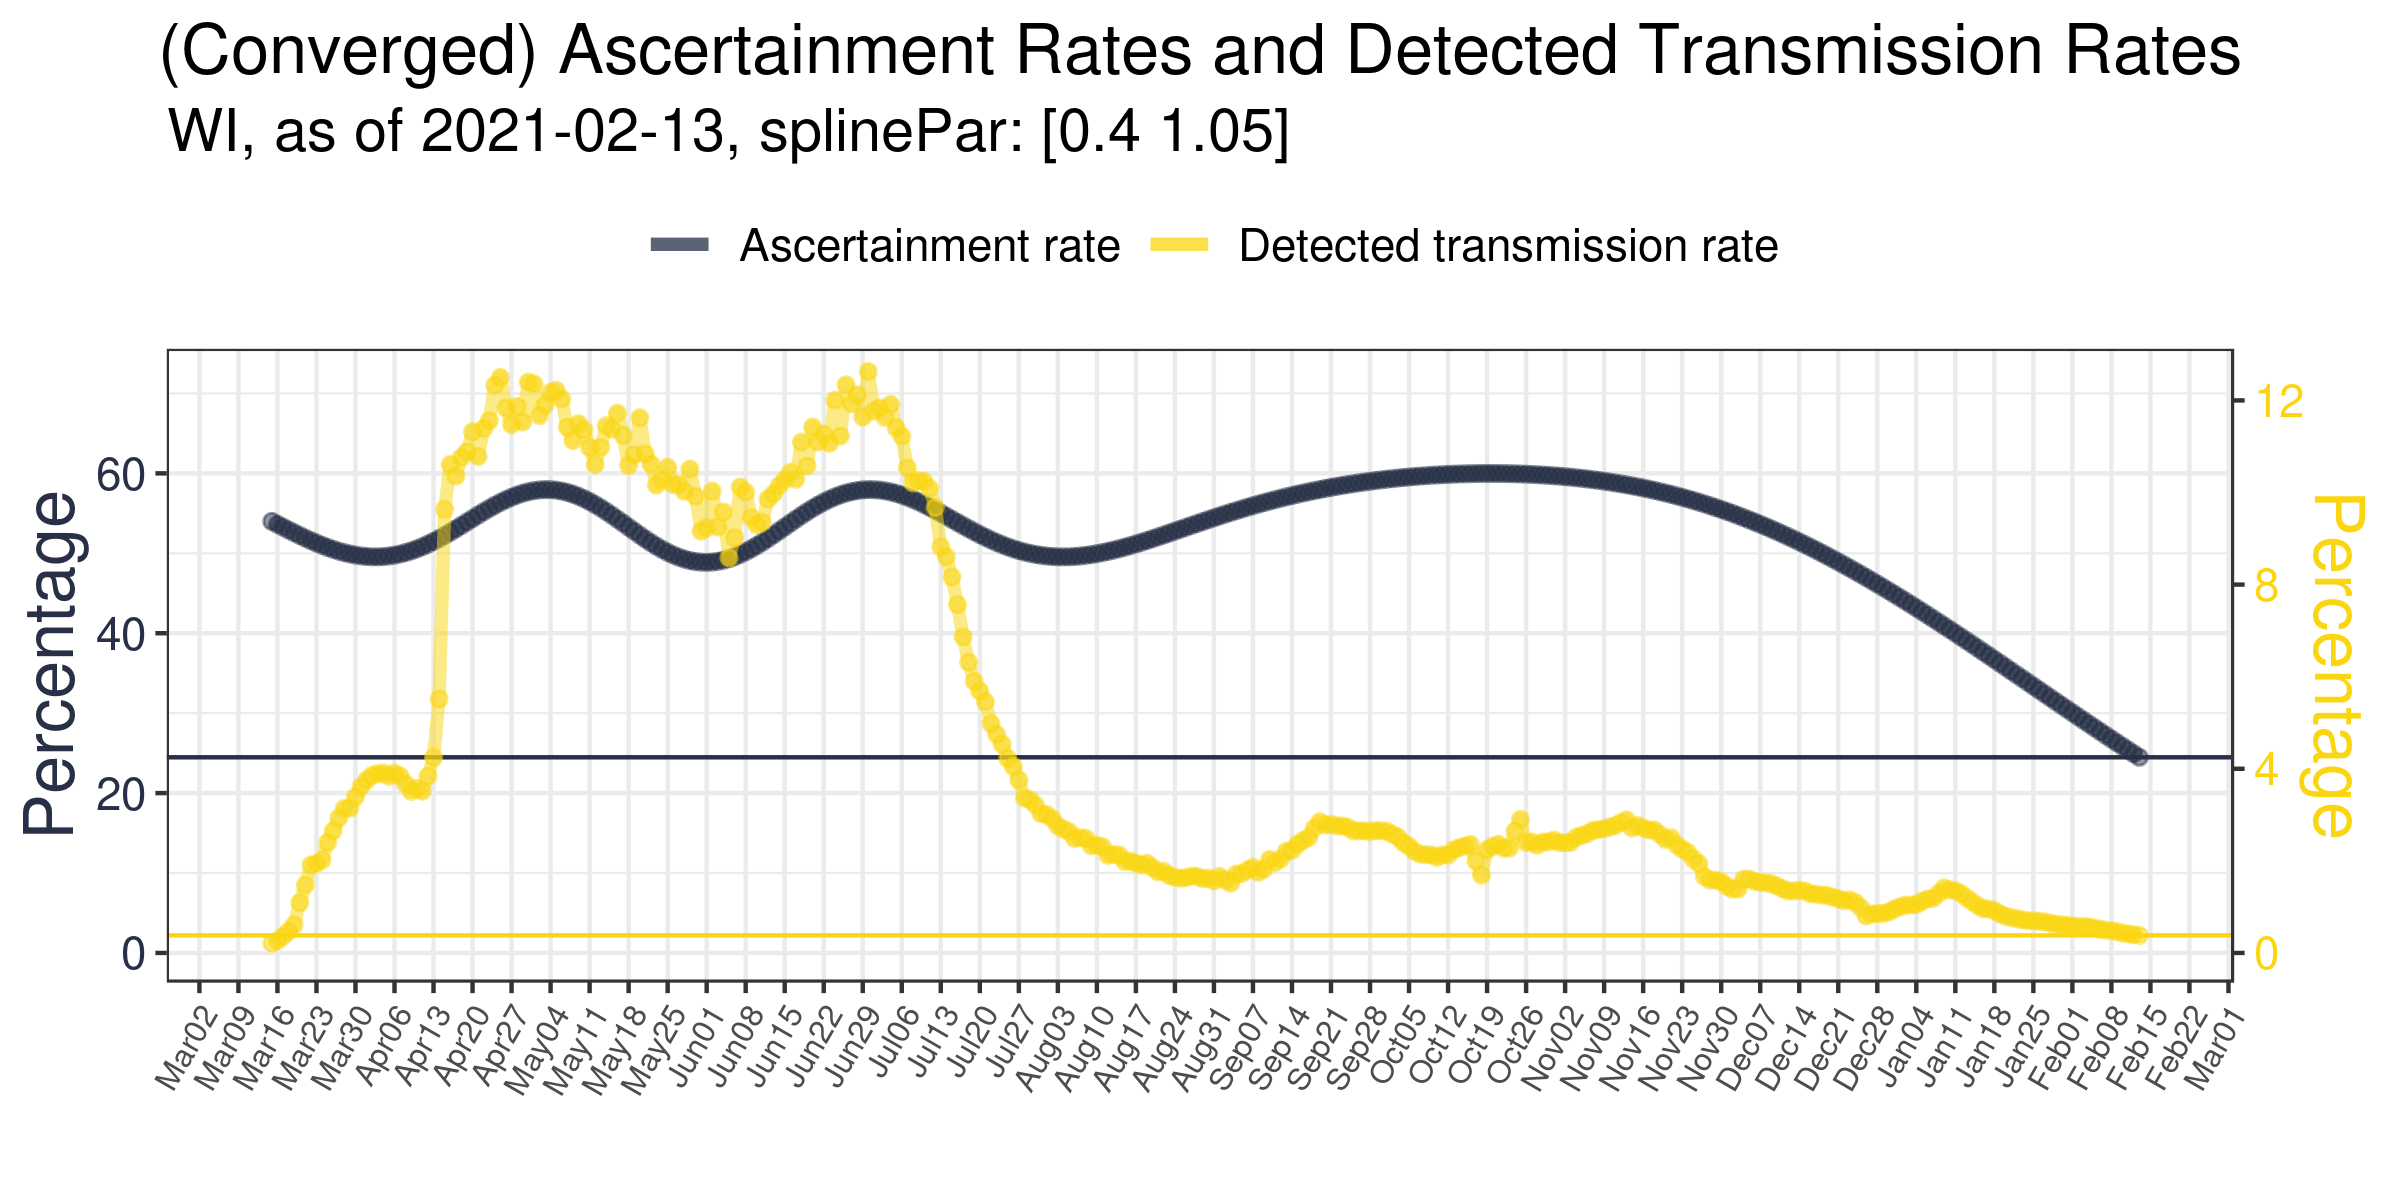 (Converged) Ascertainment Rates and Detected Transmission Rates
WI, as of 2021-02-13, splinePar: [0.4 1.05]
Ascertainment rate Detected transmission rate
Percentage
60
40
20
0
12
8
4
0
Percentage
Mar02 Mar09 Mar16 Mar23 Mar30 Apr06 Apr13 Apr20 Apr27 May04 May11 May18 May25 Jun01 Jun08 Jun15 Jun22 Jun29 Jul06 Jul13 Jul20 Jul27 Aug03 Aug10 Aug17 Aug24 Aug31 Sep07 Sep14 Sep21 Sep28 Oct05 Oct12 Oct19 Oct26 Nov02 Nov09 Nov16 Nov23 Nov30 Dec07 Dec14 Dec21 Dec28 Jan04 Jan11 Jan18 Jan25 Feb01 Feb08 Feb15 Feb22 Mar01